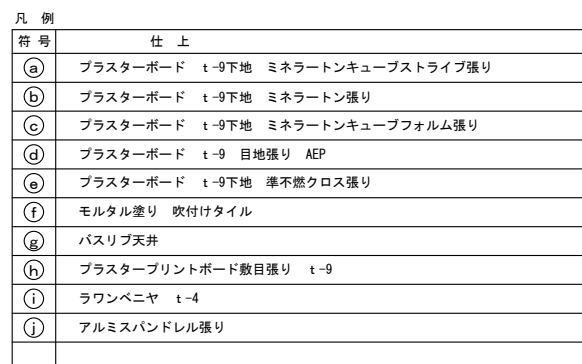 凡 例
符 号 仕 上
ⓐ プラスターボード t-9下地 ミネラートンキューブストライプ張り
ⓑ プラスターボード t-9下地 ミネラートン張り
ⓒ プラスターボード t-9下地 ミネラートンキューブフォルム張り
ⓓ プラスターボード t-9 目地張り AEP
ⓔ プラスターボード t-9下地 準不燃クロス張り
ⓕ モルタル塗り 吹付けタイル
ⓖ バスリブ天井
ⓗ プラスタープリントボード敷目張り t-9
ⓘ ラワンベニヤ t-4
ⓙ アルミスパンドレル張り